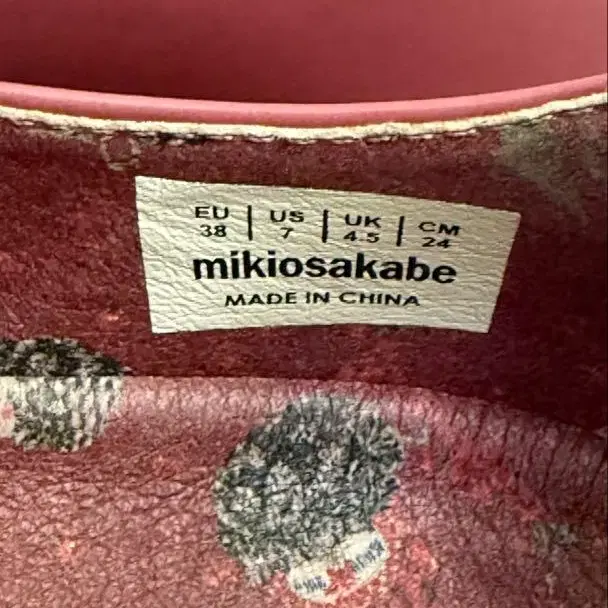 EU | US | UK | CM
38 | 7 | 4.5 | 24
mikiosakabe
MADE IN CHINA